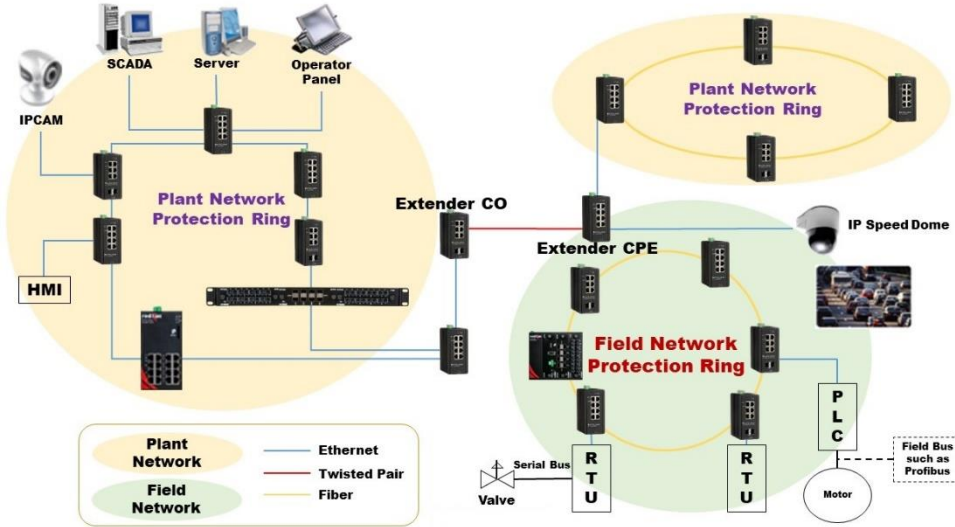 SCADA
Server
Operator
Panel
IPCAM
Plant Network
Protection Ring
HMI
Extender CO
Extender CPE
Plant Network
Protection Ring
IP Speed Dome
Field Network
Protection Ring
P
L
C
Field Bus
such as
Profibus
Motor
R
T
U
R
T
U
Serial Bus
Valve
Plant
Network
Field
Network
Ethernet
Twisted Pair
Fiber